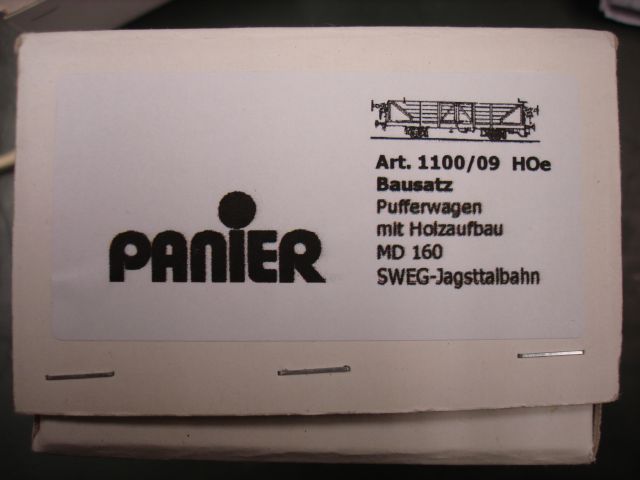 Art. 1100/09 HOe
Bausatz
Pufferwagen
mit Holzaufbau
MD 160
SWEG-Jagsttalbahn
PANiER